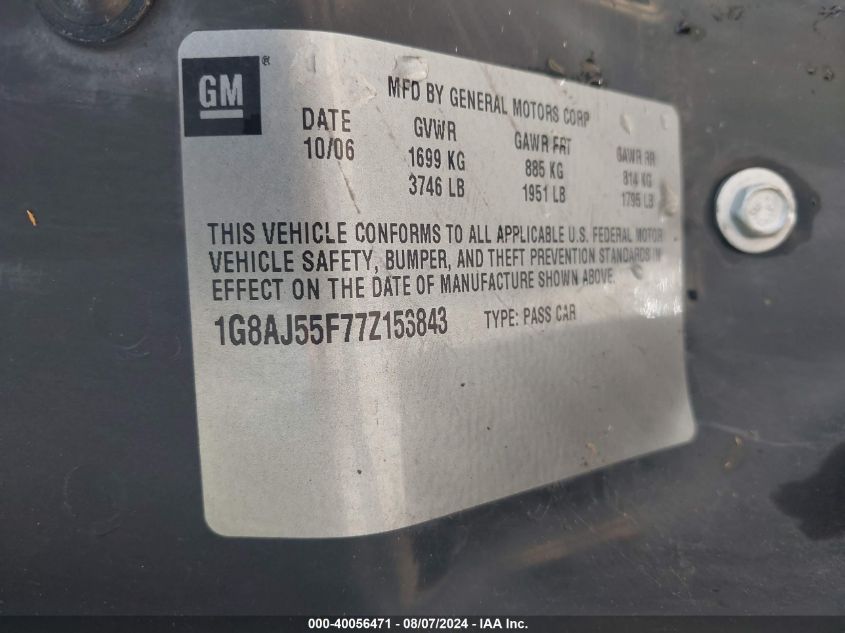 GM®
MFD BY GENERAL MOTORS CORP
DATE GVWR GAWR FRT GAWR RR
10/06 1699 KG 885 KG 814 KG
3746 LB 1951 LB 1795 LB
THIS VEHICLE CONFORMS TO ALL APPLICABLE U.S. FEDERAL MOTOR
VEHICLE SAFETY, BUMPER, AND THEFT PREVENTION STANDARDS IN
EFFECT ON THE DATE OF MANUFACTURE SHOWN ABOVE.
1G8AJ55F77Z153843 TYPE: PASS CAR
000-40056471 - 08/07/2024 - IAA Inc.